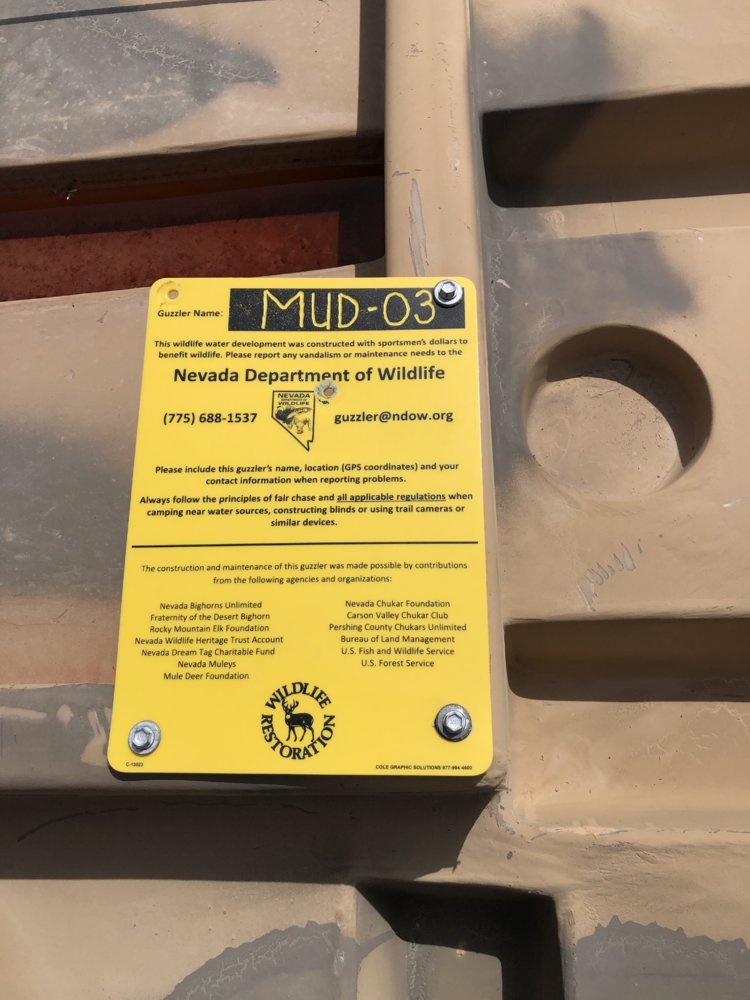 Guzzler Name: MUD-03
This wildlife water development was constructed with sportsmen's dollars to
benefit wildlife. Please report any vandalism or maintenance needs to the
Nevada Department of Wildlife
(775) 688-1537
NEVADA
DEPARTMENT OF
WILDLIFE
guzzler@ndow.org
Please include this guzzler's name, location (GPS coordinates) and your
contact information when reporting problems.
Always follow the principles of fair chase and all applicable regulations when
camping near water sources, constructing blinds or using trail cameras or
similar devices.
The construction and maintenance of this guzzler was made possible by contributions
from the following agencies and organizations:
Nevada Bighorns Unlimited
Fraternity of the Desert Bighorn
Rocky Mountain Elk Foundation
Nevada Wildlife Heritage Trust Account
Nevada Dream Tag Charitable Fund
Nevada Muleys
Mule Deer Foundation
Nevada Chukar Foundation
Carson Valley Chukar Club
Pershing County Chukars Unlimited
Bureau of Land Management
U.S. Fish and Wildlife Service
U.S. Forest Service
WILDLIFE
RESTORATION
C-13023
COLE GRAPHIC SOLUTIONS 877-994-4600